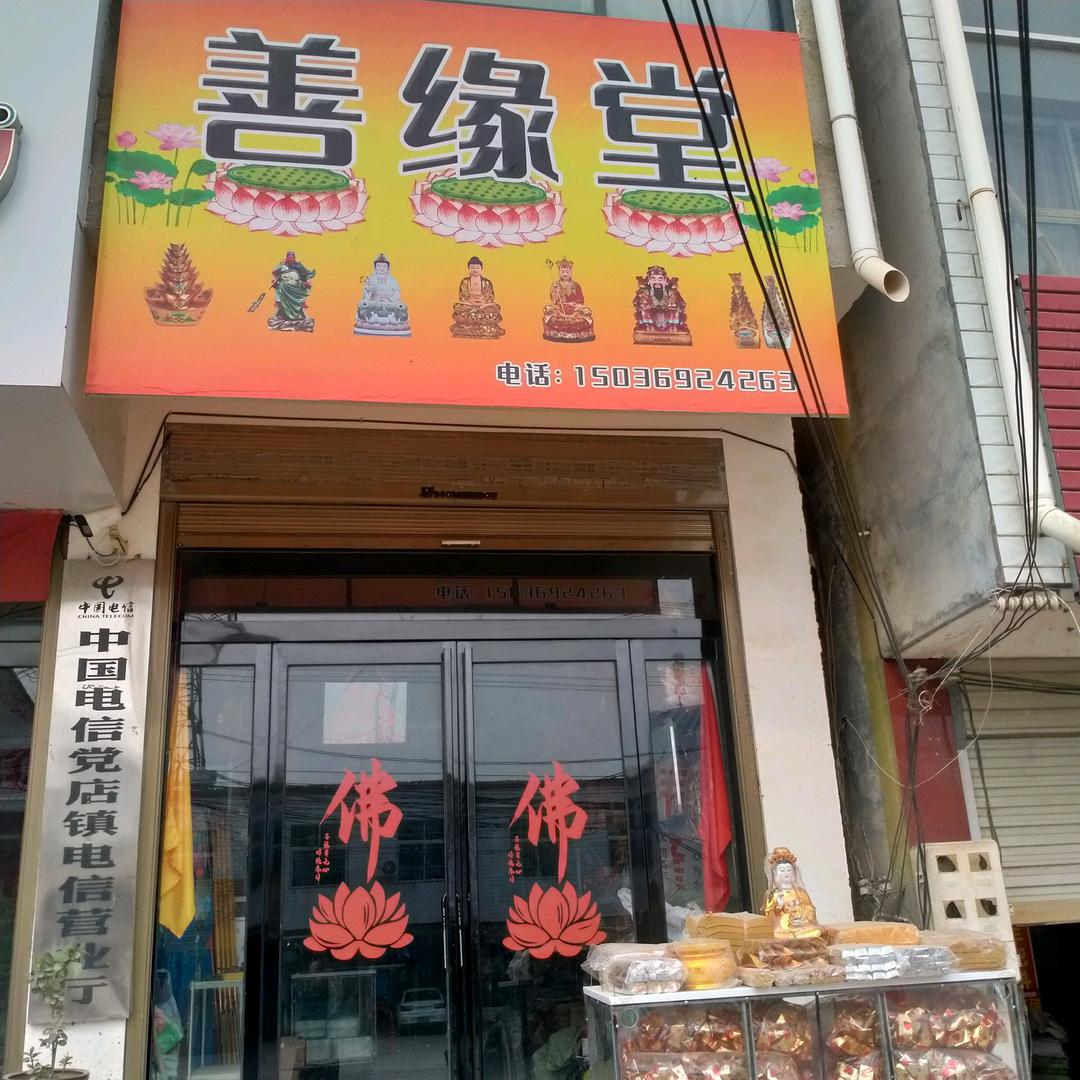 善缘堂
电话：15036924263
电话 15036924263
中国电信
CHINA TELECOM
中国电信党店镇电信营业厅
佛
佛